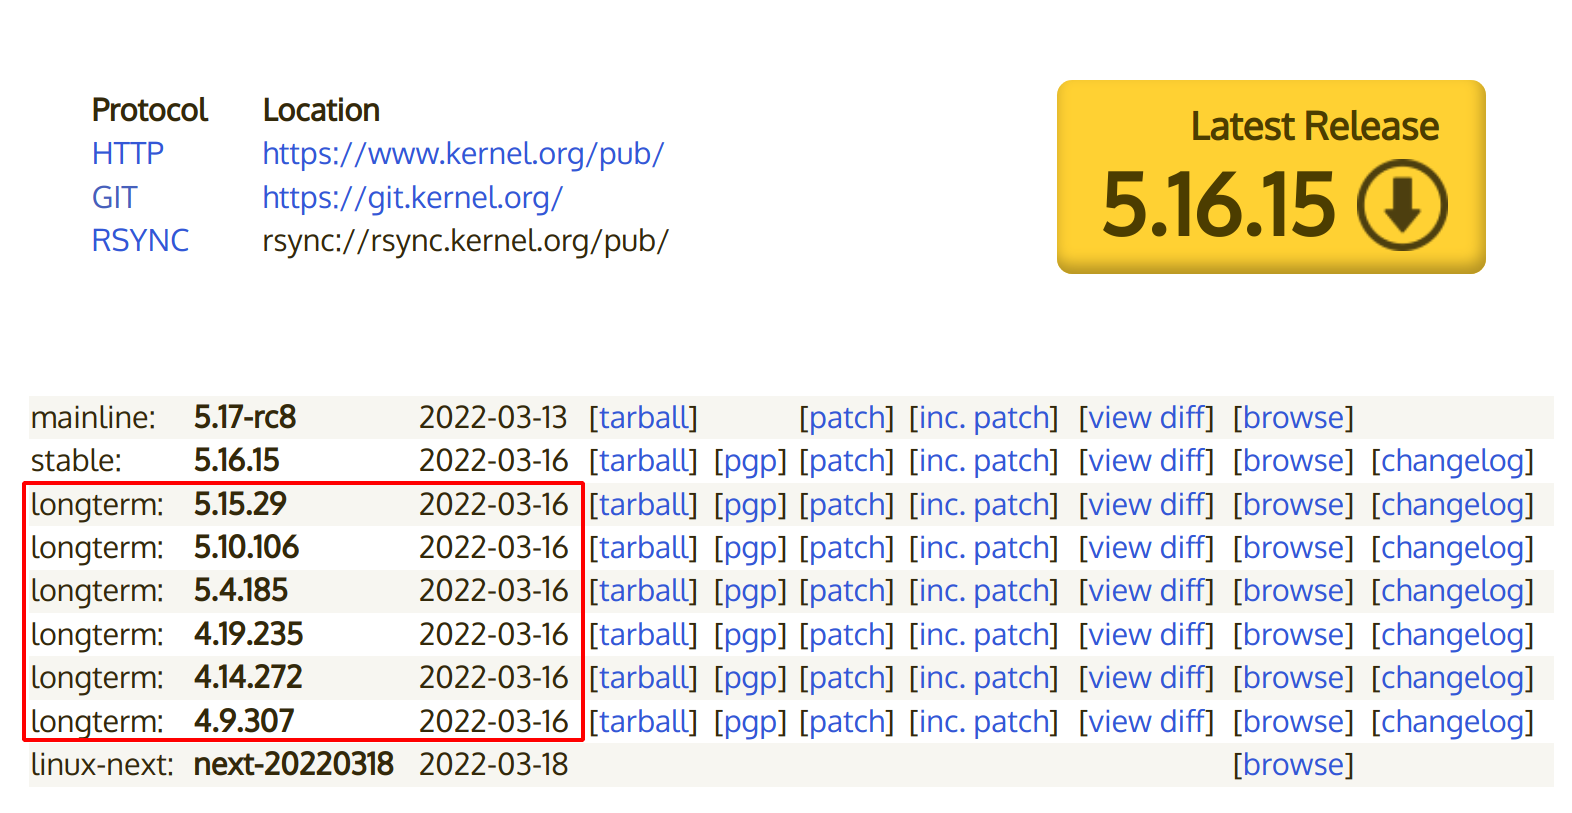 Protocol Location
HTTP https://www.kernel.org/pub/
GIT https://git.kernel.org/
RSYNC rsync://rsync.kernel.org/pub/
Latest Release
5.16.15
mainline: 5.17-rc8 2022-03-13 [tarball] [patch] [inc. patch] [view diff] [browse]
stable: 5.16.15 2022-03-16 [tarball] [pgp] [patch] [inc. patch] [view diff] [browse] [changelog]
longterm: 5.15.29 2022-03-16 [tarball] [pgp] [patch] [inc. patch] [view diff] [browse] [changelog]
longterm: 5.10.106 2022-03-16 [tarball] [pgp] [patch] [inc. patch] [view diff] [browse] [changelog]
longterm: 5.4.185 2022-03-16 [tarball] [pgp] [patch] [inc. patch] [view diff] [browse] [changelog]
longterm: 4.19.235 2022-03-16 [tarball] [pgp] [patch] [inc. patch] [view diff] [browse] [changelog]
longterm: 4.14.272 2022-03-16 [tarball] [pgp] [patch] [inc. patch] [view diff] [browse] [changelog]
longterm: 4.9.307 2022-03-16 [tarball] [pgp] [patch] [inc. patch] [view diff] [browse] [changelog]
linux-next: next-20220318 2022-03-18 [browse]